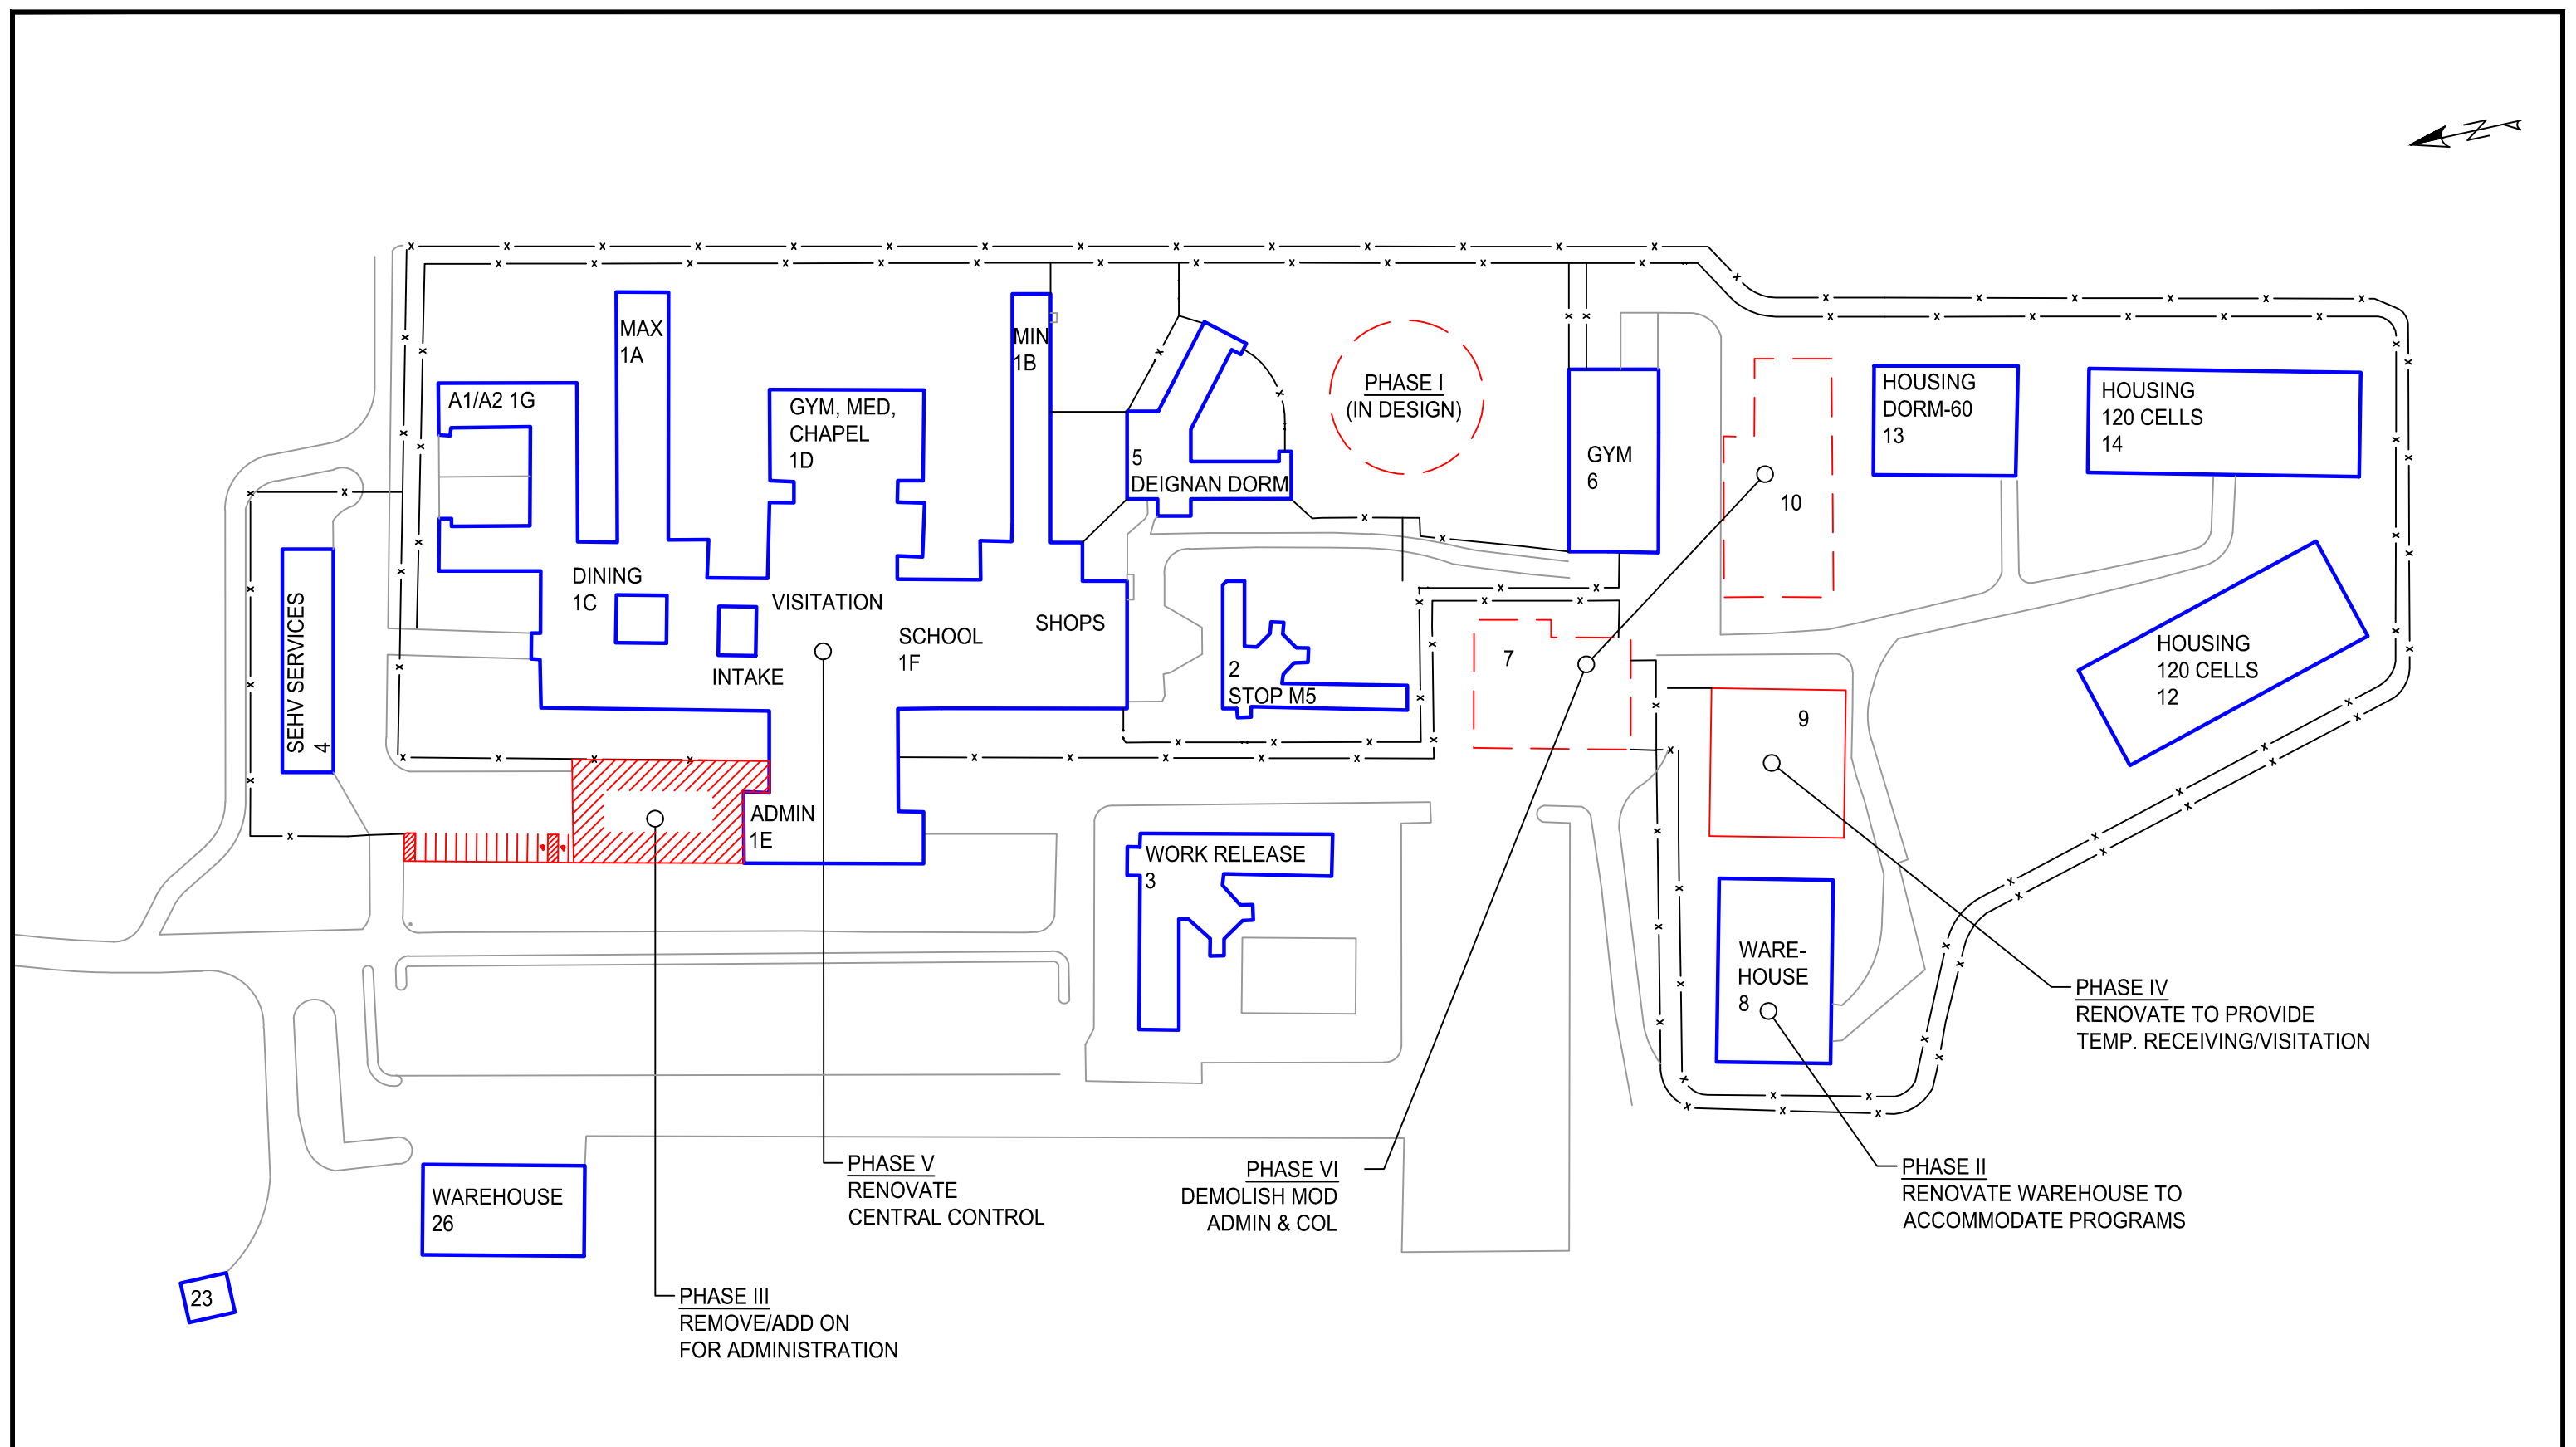 N
MAX
1A
MIN
1B
A1/A2 1G
GYM, MED,
CHAPEL
1D
PHASE I
(IN DESIGN)
HOUSING
DORM-60
13
HOUSING
120 CELLS
14
5
DEIGNAN DORM
GYM
6
10
DINING
1C
VISITATION
SCHOOL
1F
SHOPS
INTAKE
SEHV SERVICES
4
2
STOP M5
7
9
HOUSING
120 CELLS
12
ADMIN
1E
WORK RELEASE
3
WARE-
HOUSE
8
PHASE IV
RENOVATE TO PROVIDE
TEMP. RECEIVING/VISITATION
PHASE V
RENOVATE
CENTRAL CONTROL
PHASE VI
DEMOLISH MOD
ADMIN & COL
PHASE II
RENOVATE WAREHOUSE TO
ACCOMMODATE PROGRAMS
WAREHOUSE
26
23
PHASE III
REMOVE/ADD ON
FOR ADMINISTRATION